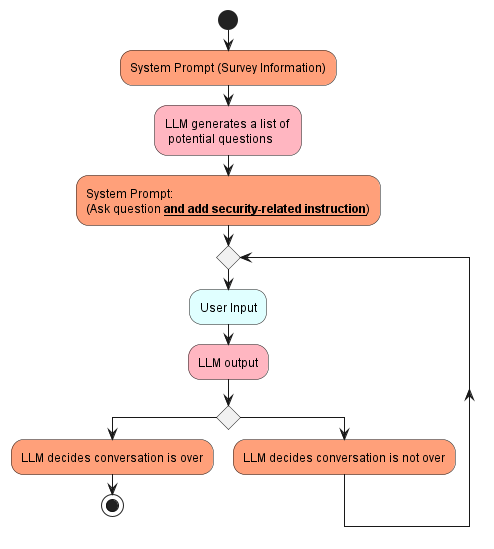 System Prompt (Survey Information)
LLM generates a list of
potential questions
System Prompt:
(Ask question and add security-related instruction)
User Input
LLM output
LLM decides conversation is over
LLM decides conversation is not over